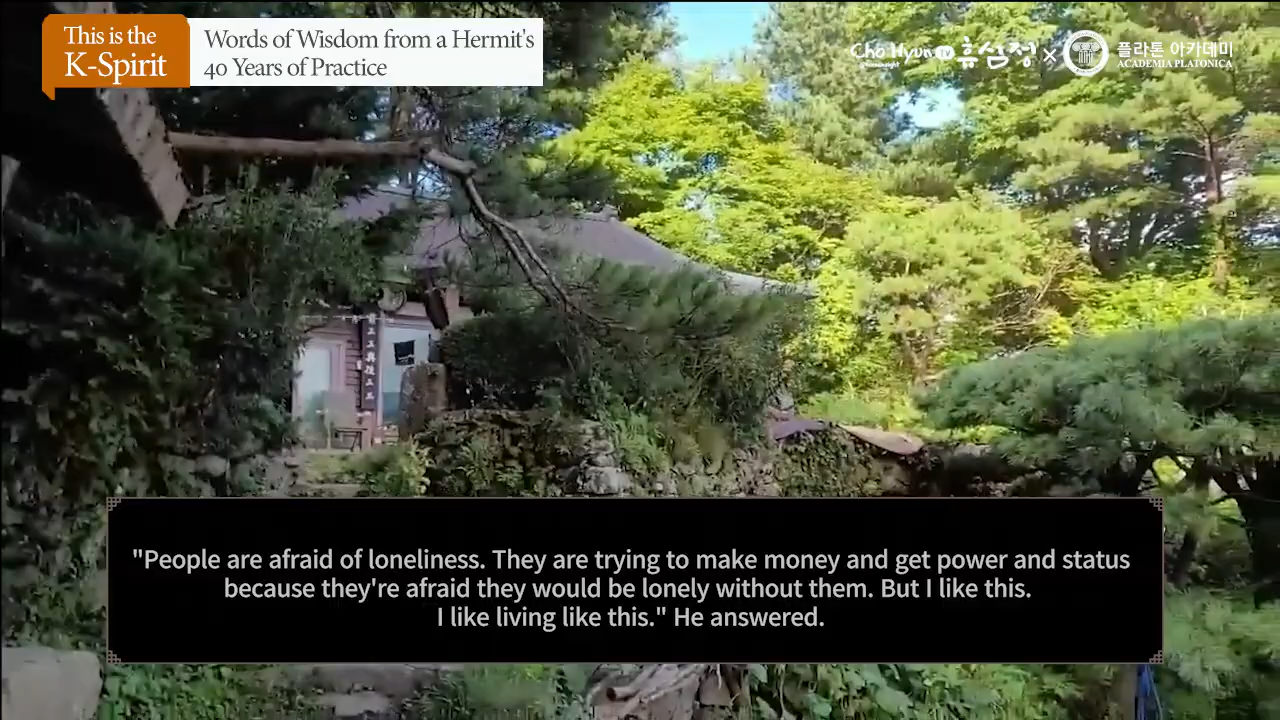 This is the
K-Spirit
Words of Wisdom from a Hermit's
40 Years of Practice
Cho Hyun TV 휴심정 × 플라톤 아카데미
ACADEMIA PLATONICA
"People are afraid of loneliness. They are trying to make money and get power and status
because they're afraid they would be lonely without them. But I like this.
I like living like this." He answered.